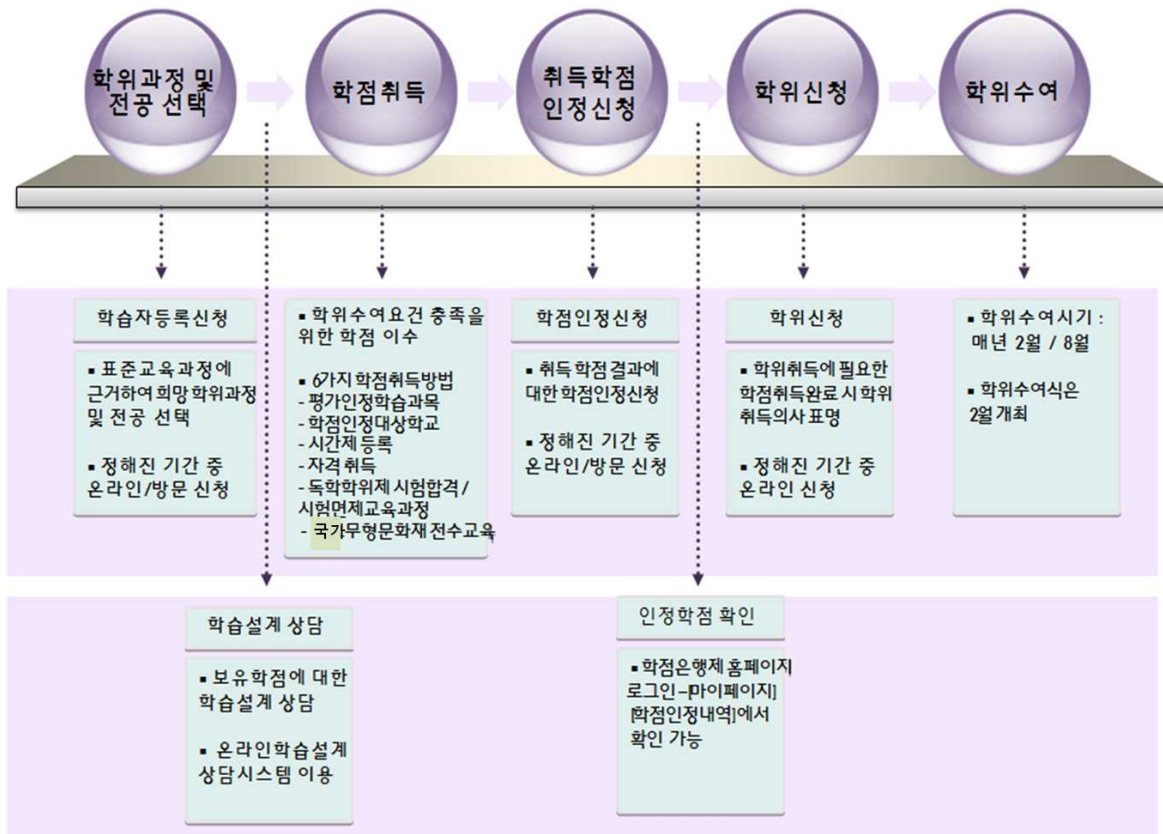 학위과정 및
전공 선택
학점취득
취득학점
인정신청
학위신청
학위수여
학습자등록신청
▪ 표준교육과정에
근거하여 희망 학위과정
및 전공 선택
▪ 정해진 기간 중
온라인/방문 신청
▪ 학위수여요건 충족을
위한 학점 이수
▪ 6가지 학점취득방법
- 평가인정학습과목
- 학점인정대상학교
- 시간제 등록
- 자격 취득
- 독학학위제 시험합격 /
시험면제교육과정
- 국가무형문화재 전수교육
학점인정신청
▪ 취득 학점 결과에
대한 학점인정신청
▪ 정해진 기간 중
온라인/방문 신청
학위신청
▪ 학위취득에 필요한
학점취득완료 시 학위
취득의사 표명
▪ 정해진 기간 중
온라인 신청
▪ 학위수여시기 :
매년 2월 / 8월
▪ 학위수여식은
2월 개최
학습설계 상담
▪ 보유학점에 대한
학습설계 상담
▪ 온라인학습설계
상담시스템 이용
인정학점 확인
▪ 학점은행제 홈페이지
로그인-[마이페이지]
[학점인정내역]에서
확인 가능